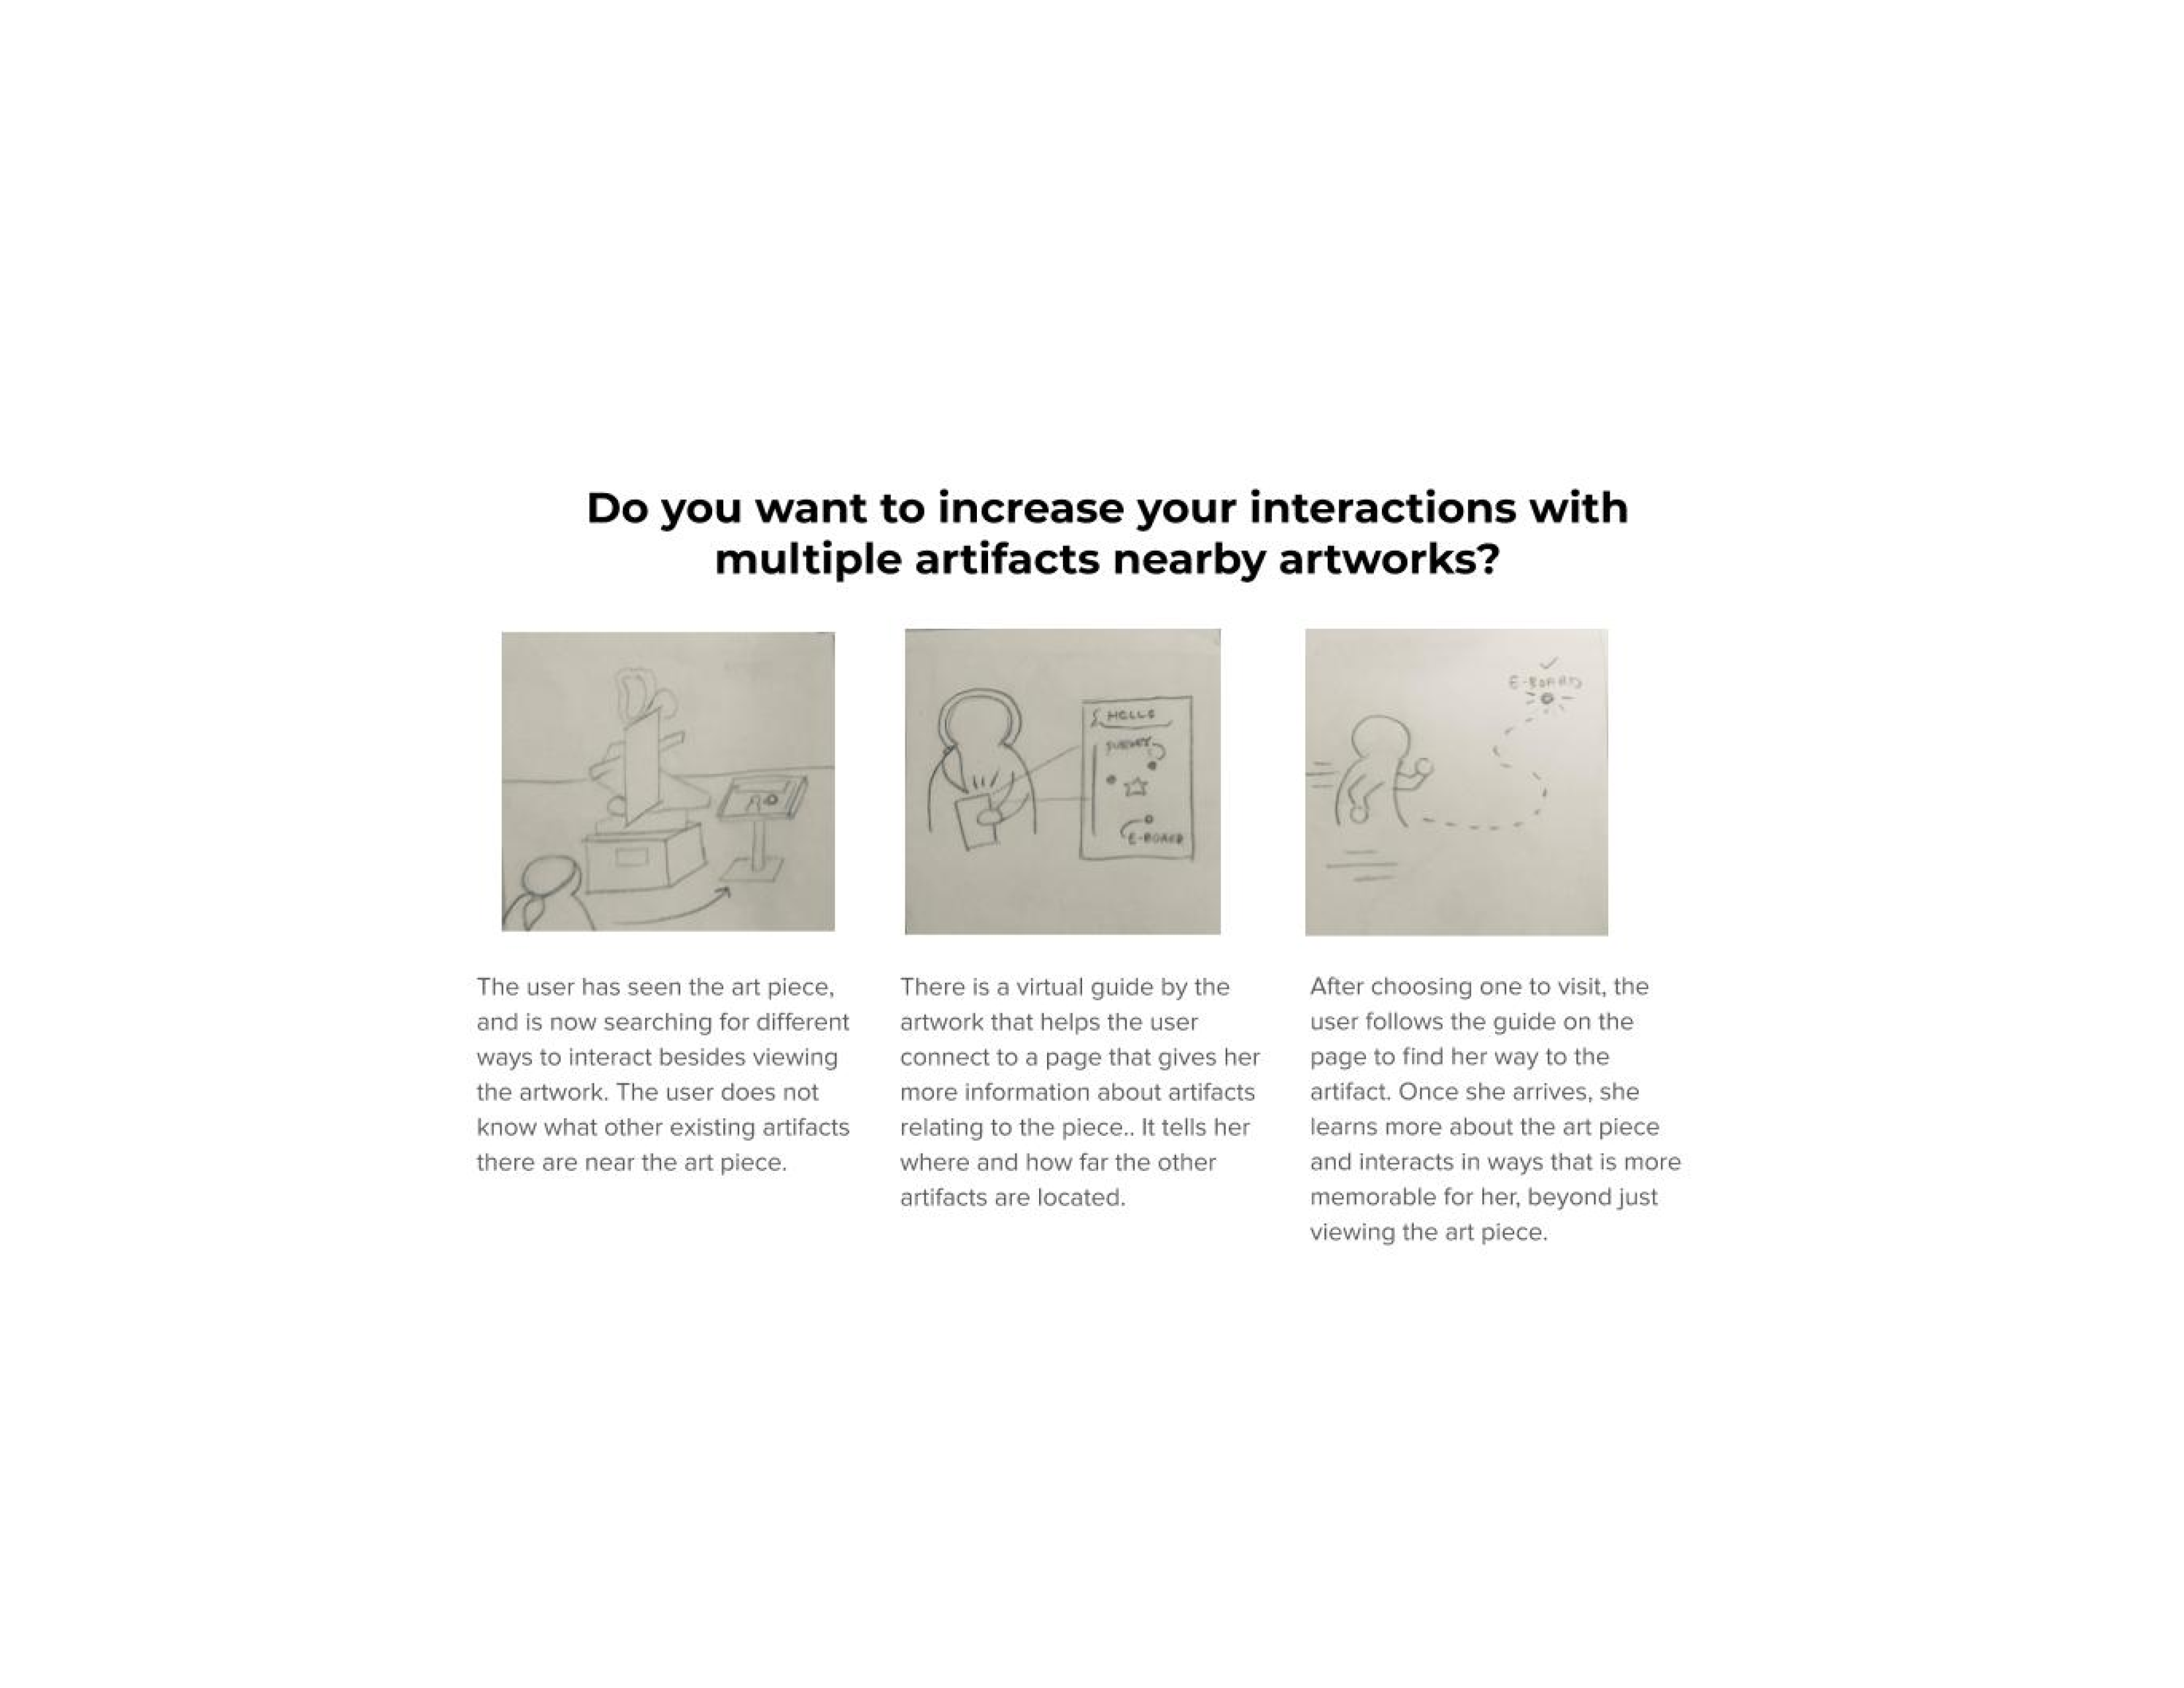 Do you want to increase your interactions with
multiple artifacts nearby artworks?
HELLO
SURVEY
E-BOARD
E-BOARD
The user has seen the art piece,
and is now searching for different
ways to interact besides viewing
the artwork. The user does not
know what other existing artifacts
there are near the art piece.
There is a virtual guide by the
artwork that helps the user
connect to a page that gives her
more information about artifacts
relating to the piece.. It tells her
where and how far the other
artifacts are located.
After choosing one to visit, the
user follows the guide on the
page to find her way to the
artifact. Once she arrives, she
learns more about the art piece
and interacts in ways that is more
memorable for her, beyond just
viewing the art piece.